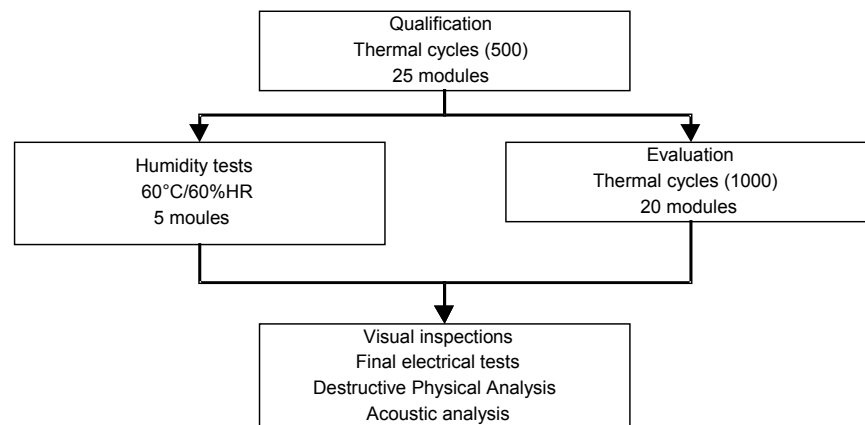 Qualification
Thermal cycles (500)
25 modules
Humidity tests
60°C/60%HR
5 moules
Evaluation
Thermal cycles (1000)
20 modules
Visual inspections
Final electrical tests
Destructive Physical Analysis
Acoustic analysis